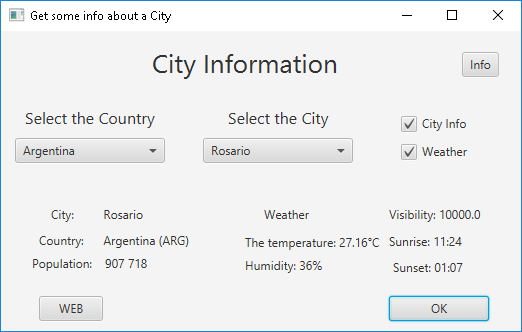 Get some info about a City
City Information
Info
Select the Country
Select the City
Argentina
Rosario
City Info
Weather
City: Rosario
Country: Argentina (ARG)
Population: 907 718
Weather
The temperature: 27.16°C
Humidity: 36%
Visibility: 10000.0
Sunrise: 11:24
Sunset: 01:07
WEB
OK